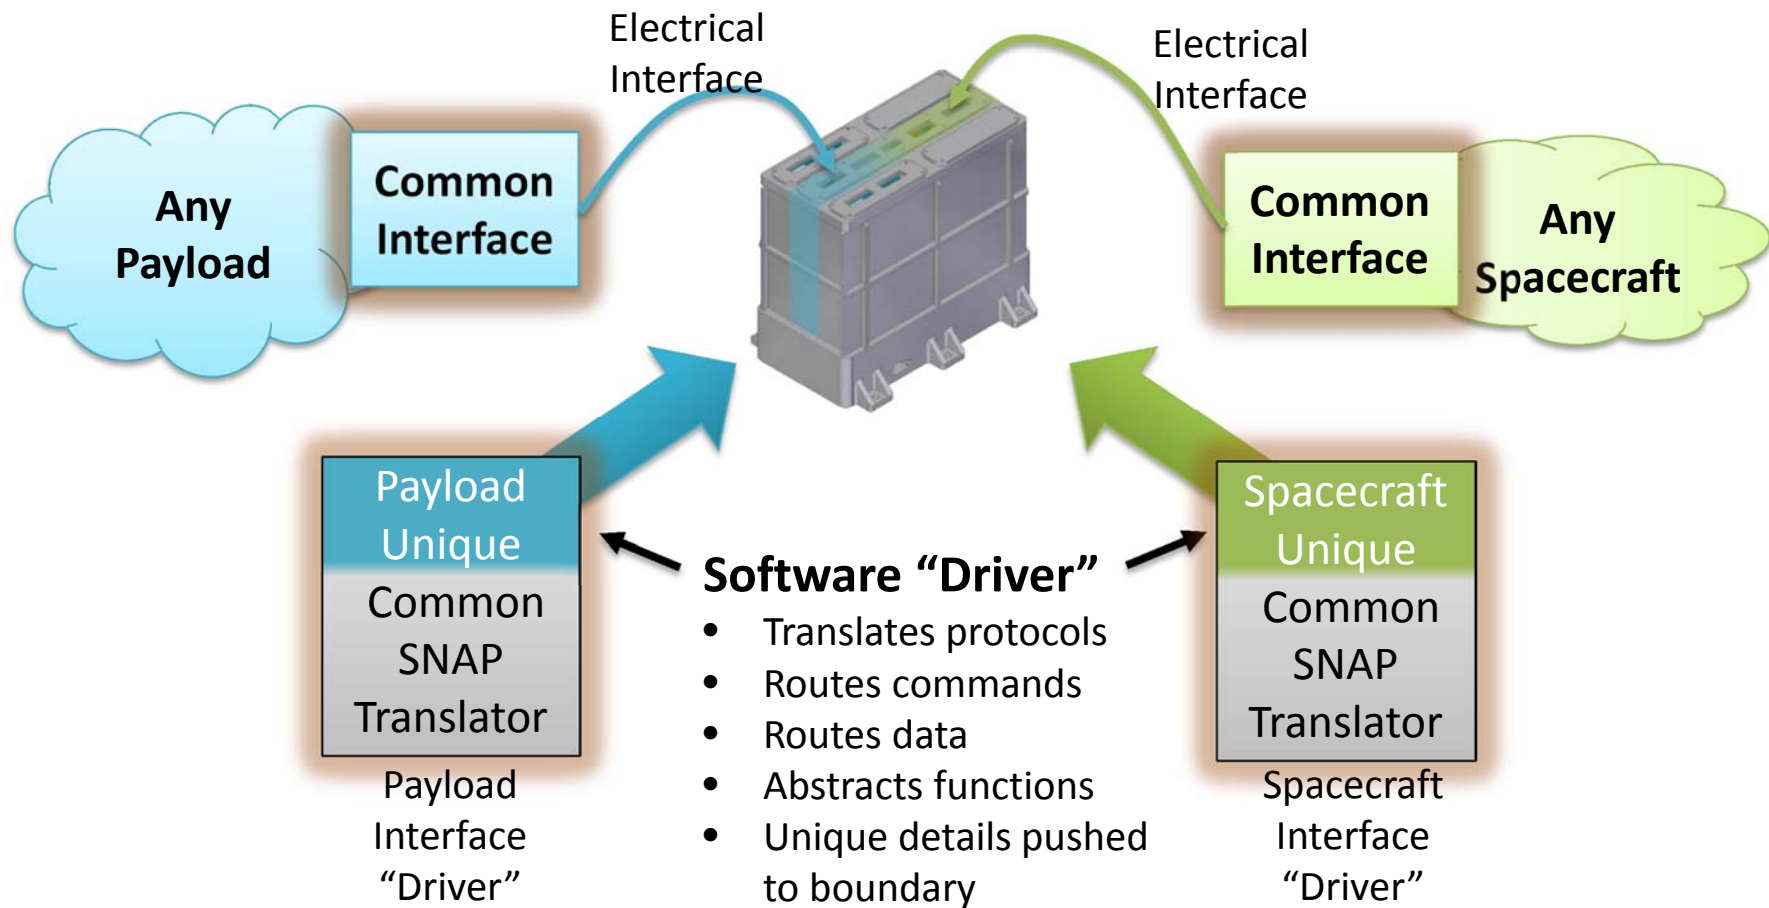 Electrical
Interface
Electrical
Interface
Any
Payload
Common
Interface
Common
Interface
Any
Spacecraft
Payload
Unique
Common
SNAP
Translator
Payload
Interface
“Driver”
Software “Driver”
• Translates protocols
• Routes commands
• Routes data
• Abstracts functions
• Unique details pushed
to boundary
Spacecraft
Unique
Common
SNAP
Translator
Spacecraft
Interface
“Driver”